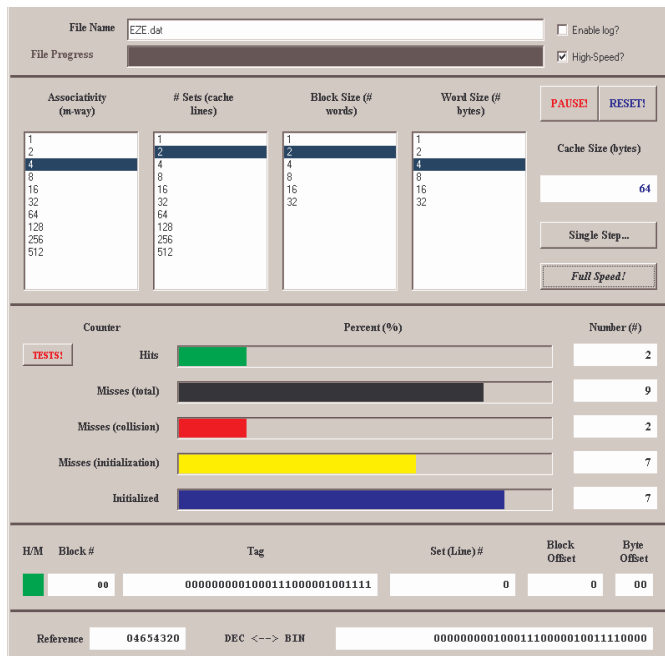 File Name EZE.dat Enable log?
File Progress High-Speed?
Associativity (m-way)
# Sets (cache lines)
Block Size (# words)
Word Size (# bytes)
PAUSE! RESET!
1
2
4
8
16
32
64
128
256
512
1
2
4
8
16
32
64
128
256
512
1
2
4
8
16
32
1
2
4
8
16
32
Cache Size (bytes)
64
Single Step...
Full Speed!
Counter Percent (%) Number (#)
TESTS! Hits 2
Misses (total) 9
Misses (collision) 2
Misses (initialization) 7
Initialized 7
H/M Block # Tag Set (Line) # Block Offset Byte Offset
00 0000000001000111000001001111 0 0 00
Reference 04654320 DEC <--> BIN 00000000010001110000010011110000